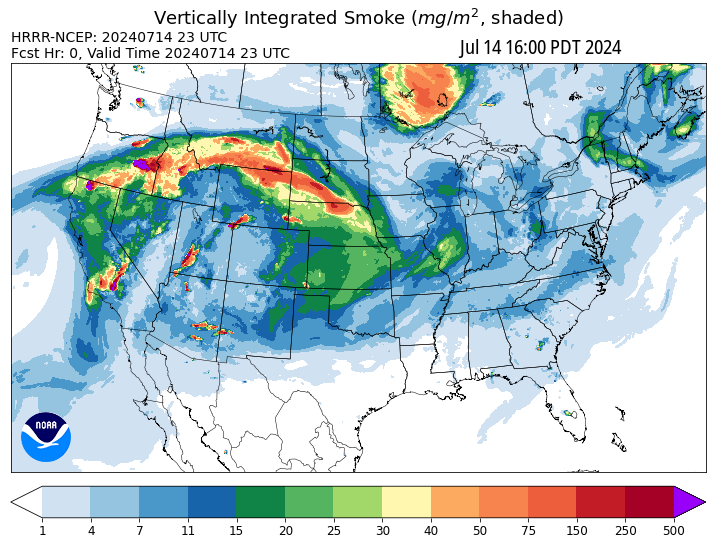 Vertically Integrated Smoke (mg/m², shaded)
HRRR-NCEP: 20240714 23 UTC
Fcst Hr: 0, Valid Time 20240714 23 UTC
Jul 14 16:00 PDT 2024
NOAA
1 4 7 11 15 20 25 30 40 50 75 150 250 500